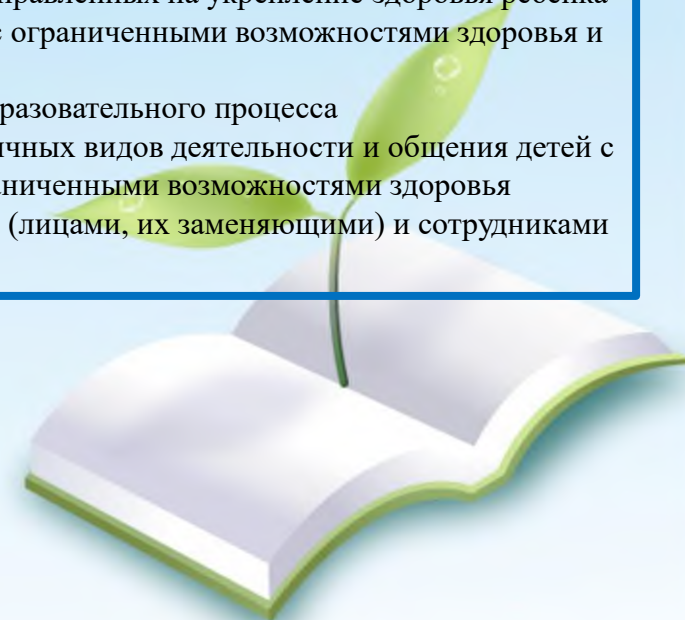 правленных на укрепление здоровья ребенка
с ограниченными возможностями здоровья и
разовательного процесса
ичных видов деятельности и общения детей с
аниченными возможностями здоровья
(лицами, их заменяющими) и сотрудниками